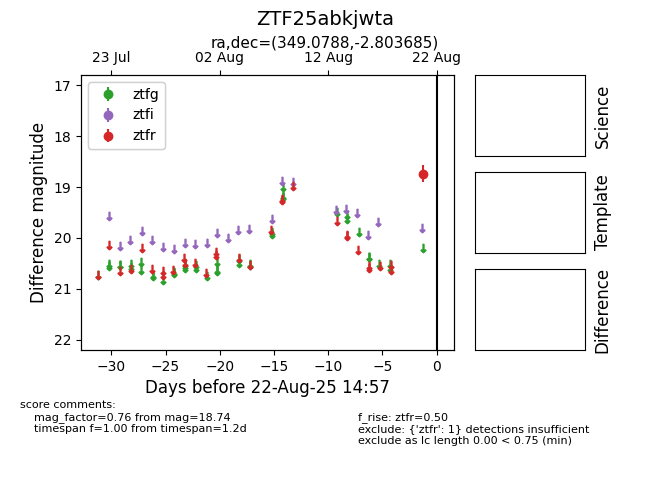 ZTF25abkjwta
ra,dec=(349.0788,-2.803685)
23 Jul
02 Aug
12 Aug
22 Aug
17
18
19
20
21
22
Difference magnitude
ztfg
ztfi
ztfr
−30
−25
−20
−15
−10
−5
0
Days before 22-Aug-25 14:57
Science
Template
Difference
score comments:
mag_factor=0.76 from mag=18.74
timespan f=1.00 from timespan=1.2d
f_rise: ztfr=0.50
exclude: {'ztfr': 1} detections insufficient
exclude as lc length 0.00 < 0.75 (min)